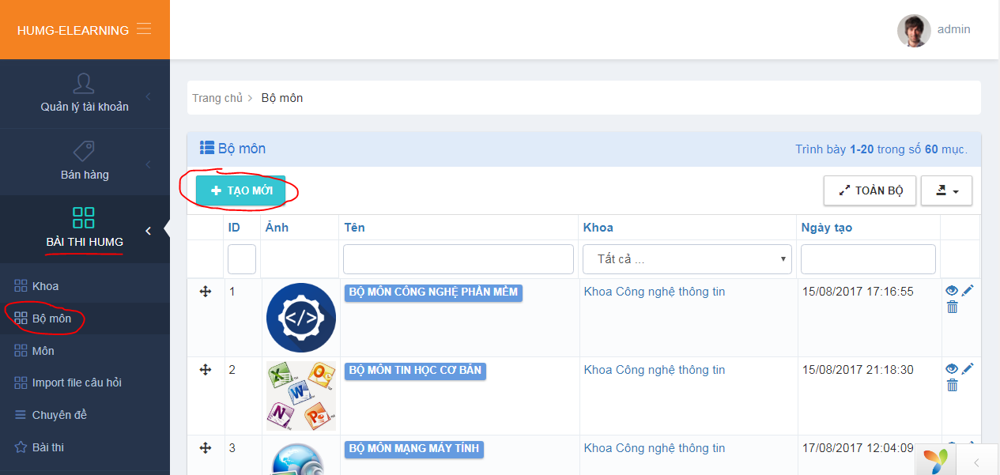 HUMG-ELEARNING
admin
Quản lý tài khoản
Bán hàng
BÀI THI HUMG
Khoa
Bộ môn
Môn
Import file câu hỏi
Chuyên đề
Bài thi
Trang chủ > Bộ môn
Bộ môn
Trình bày 1-20 trong số 60 mục.
TẠO MỚI
TOÀN BỘ
ID Ảnh Tên Khoa Ngày tạo
Tất cả ...
1 BỘ MÔN CÔNG NGHỆ PHẦN MỀM Khoa Công nghệ thông tin 15/08/2017 17:16:55
2 BỘ MÔN TIN HỌC CƠ BẢN Khoa Công nghệ thông tin 15/08/2017 21:18:30
3 BỘ MÔN MẠNG MÁY TÍNH Khoa Công nghệ thông tin 17/08/2017 12:04:09